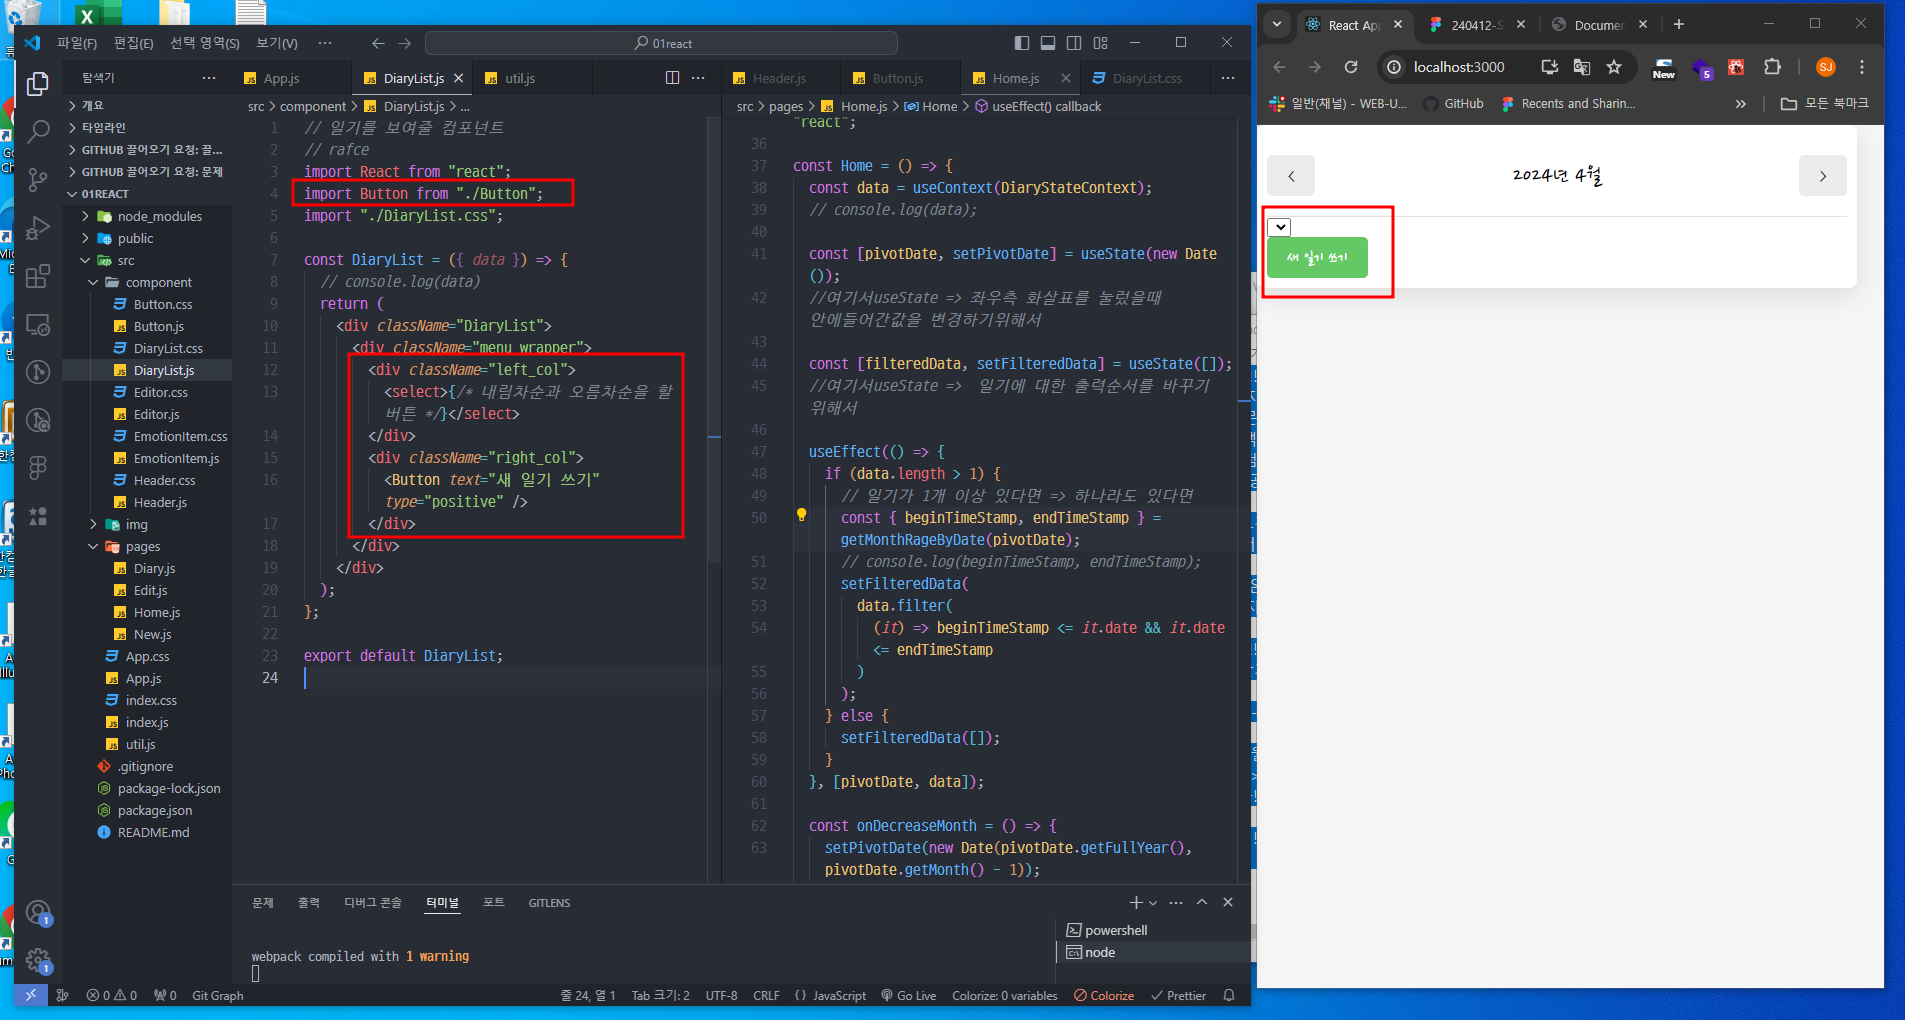 파일(F) 편집(E) 선택 영역(S) 보기(V) ··· 01react
탐색기 ···
개요
타임라인
GITHUB 끌어오기 요청: 끌...
GITHUB 끌어오기 요청: 문제
01REACT
node_modules
public
src
component
Button.css
Button.js
DiaryList.css
DiaryList.js
Editor.css
Editor.js
EmotionItem.css
EmotionItem.js
Header.css
Header.js
img
pages
Diary.js
Edit.js
Home.js
New.js
App.css
App.js
index.css
index.js
util.js
.gitignore
package-lock.json
package.json
README.md
App.js DiaryList.js util.js
src > component > DiaryList.js > ...
1 // 일기를 보여줄 컴포넌트
2 // rafce
3 import React from "react";
4 import Button from "./Button";
5 import "./DiaryList.css";
6
7 const DiaryList = ({ data }) => {
8 // console.log(data)
9 return (
10 <div className="DiaryList">
11 <div className="menu_wrapper">
12 <div className="left_col">
13 <select>{/* 내림차순과 오름차순을 할
버튼 */}</select>
14 </div>
15 <div className="right_col">
16 <Button text="새 일기 쓰기"
type="positive" />
17 </div>
18 </div>
19 </div>
20 );
21 };
22
23 export default DiaryList;
24
Header.js Button.js Home.js DiaryList.css
src > pages > Home.js > Home > useEffect() callback
"react";
36
37 const Home = () => {
38 const data = useContext(DiaryStateContext);
39 // console.log(data);
40
41 const [pivotDate, setPivotDate] = useState(new Date
());
42 //여기서useState => 좌우측 화살표를 눌렀을때
안에들어간값을 변경하기위해서
43
44 const [filteredData, setFilteredData] = useState([]);
45 //여기서useState => 일기에 대한 출력순서를 바꾸기
위해서
46
47 useEffect(() => {
48 if (data.length > 1) {
49 // 일기가 1개 이상 있다면 => 하나라도 있다면
50 const { beginTimeStamp, endTimeStamp } =
getMonthRageByDate(pivotDate);
51 // console.log(beginTimeStamp, endTimeStamp);
52 setFilteredData(
53 data.filter(
54 (it) => beginTimeStamp <= it.date && it.date
<= endTimeStamp
55 )
56 );
57 } else {
58 setFilteredData([]);
59 }
60 }, [pivotDate, data]);
61
62 const onDecreaseMonth = () => {
63 setPivotDate(new Date(pivotDate.getFullYear(),
pivotDate.getMonth() - 1));
문제 출력 디버그 콘솔 터미널 포트 GITLENS
webpack compiled with 1 warning
powershell
node
0 0 0 Git Graph 줄 24, 열 1 Tab 크기: 2 UTF-8 CRLF {} JavaScript Go Live Colorize: 0 variables Colorize Prettier
React Ap 240412- Documen
localhost:3000 New 5 SJ
일반(채널) - WEB-U... GitHub Recents and Sharin... » 모든 북마크
< 2024년 4월 >
새 일기 쓰기